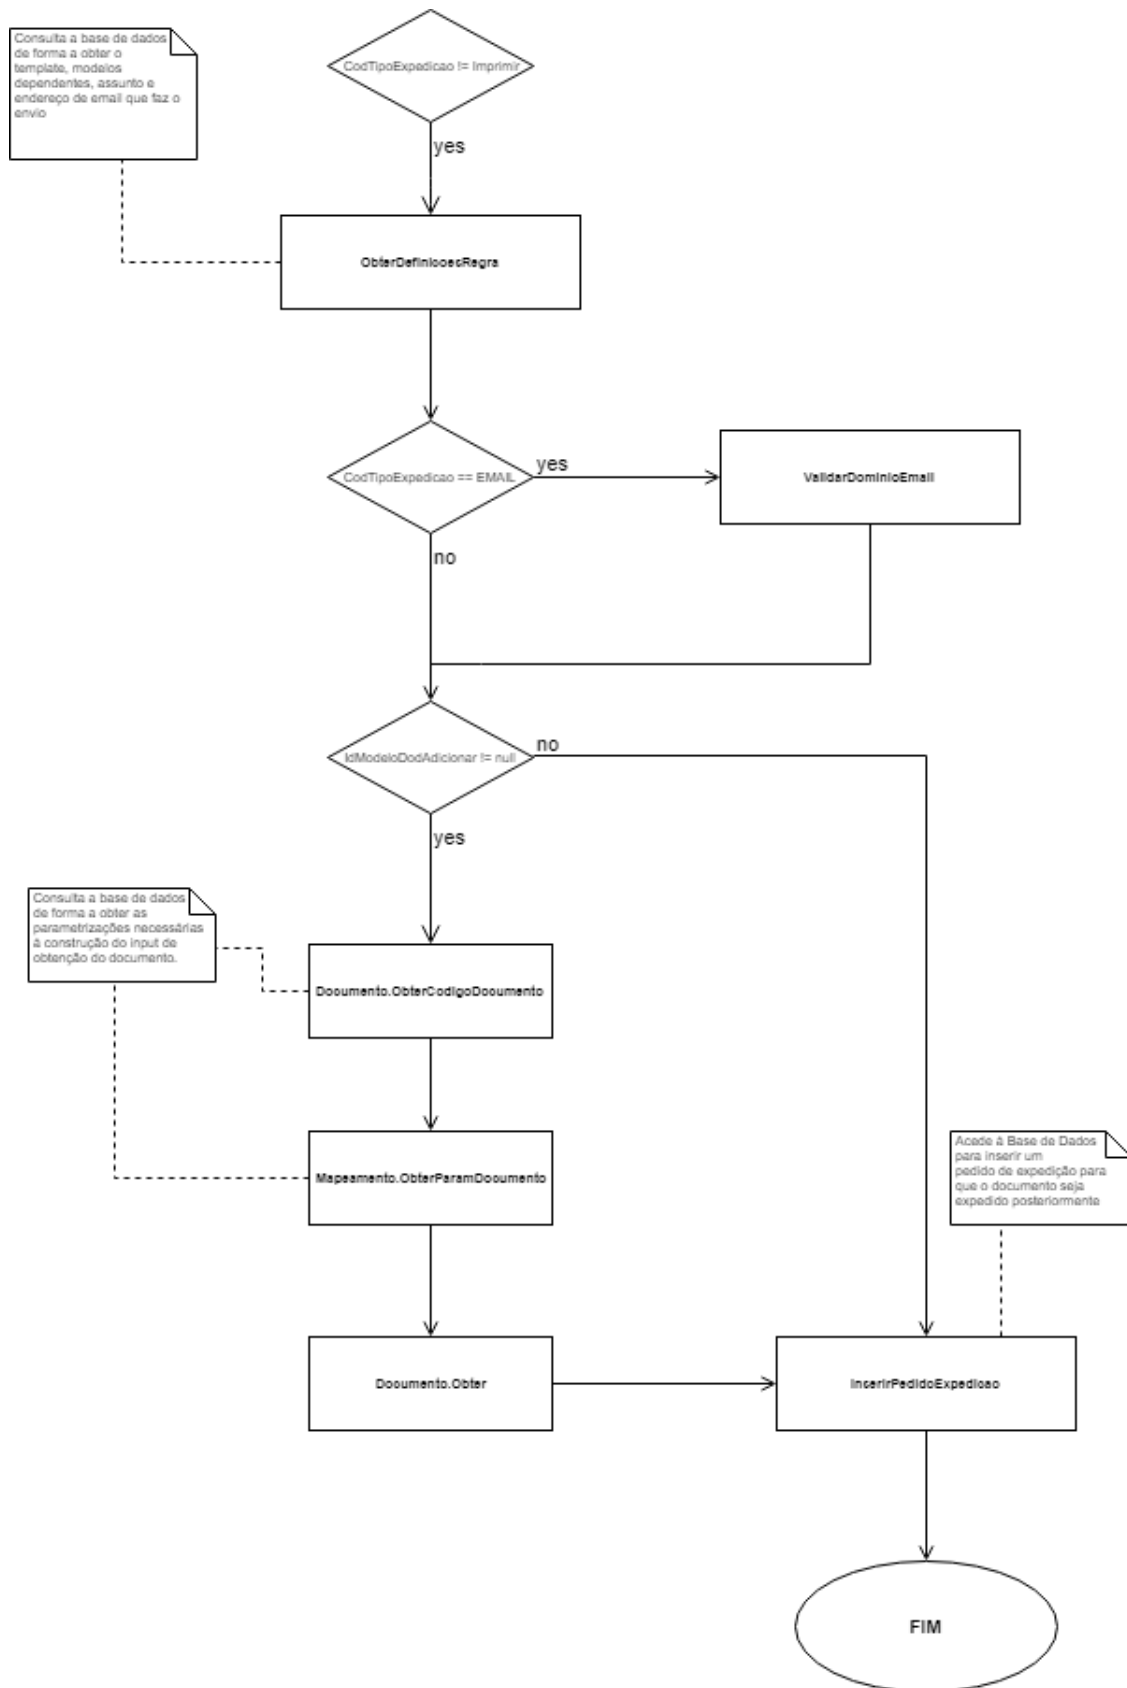 Consulta a base de dados
de forma a obter o
template, modelos
dependentes, assunto e
endereço de email que faz o
envio
CodTipoExpedicao != Imprimir
yes
ObterDefinicoesRegra
CodTipoExpedicao == EMAIL
yes
ValidarDominioEmail
no
IdModeloDodAdicionar != null
no
yes
Consulta a base de dados
de forma a obter as
parametrizações necessárias
à construção do input de
obtenção do documento.
Documento.ObterCodigoDocumento
Mapeamento.ObterParamDocumento
Acede à Base de Dados
para inserir um
pedido de expedição para
que o documento seja
expedido posteriormente
Documento.Obter
InserirPedidoExpedicao
FIM